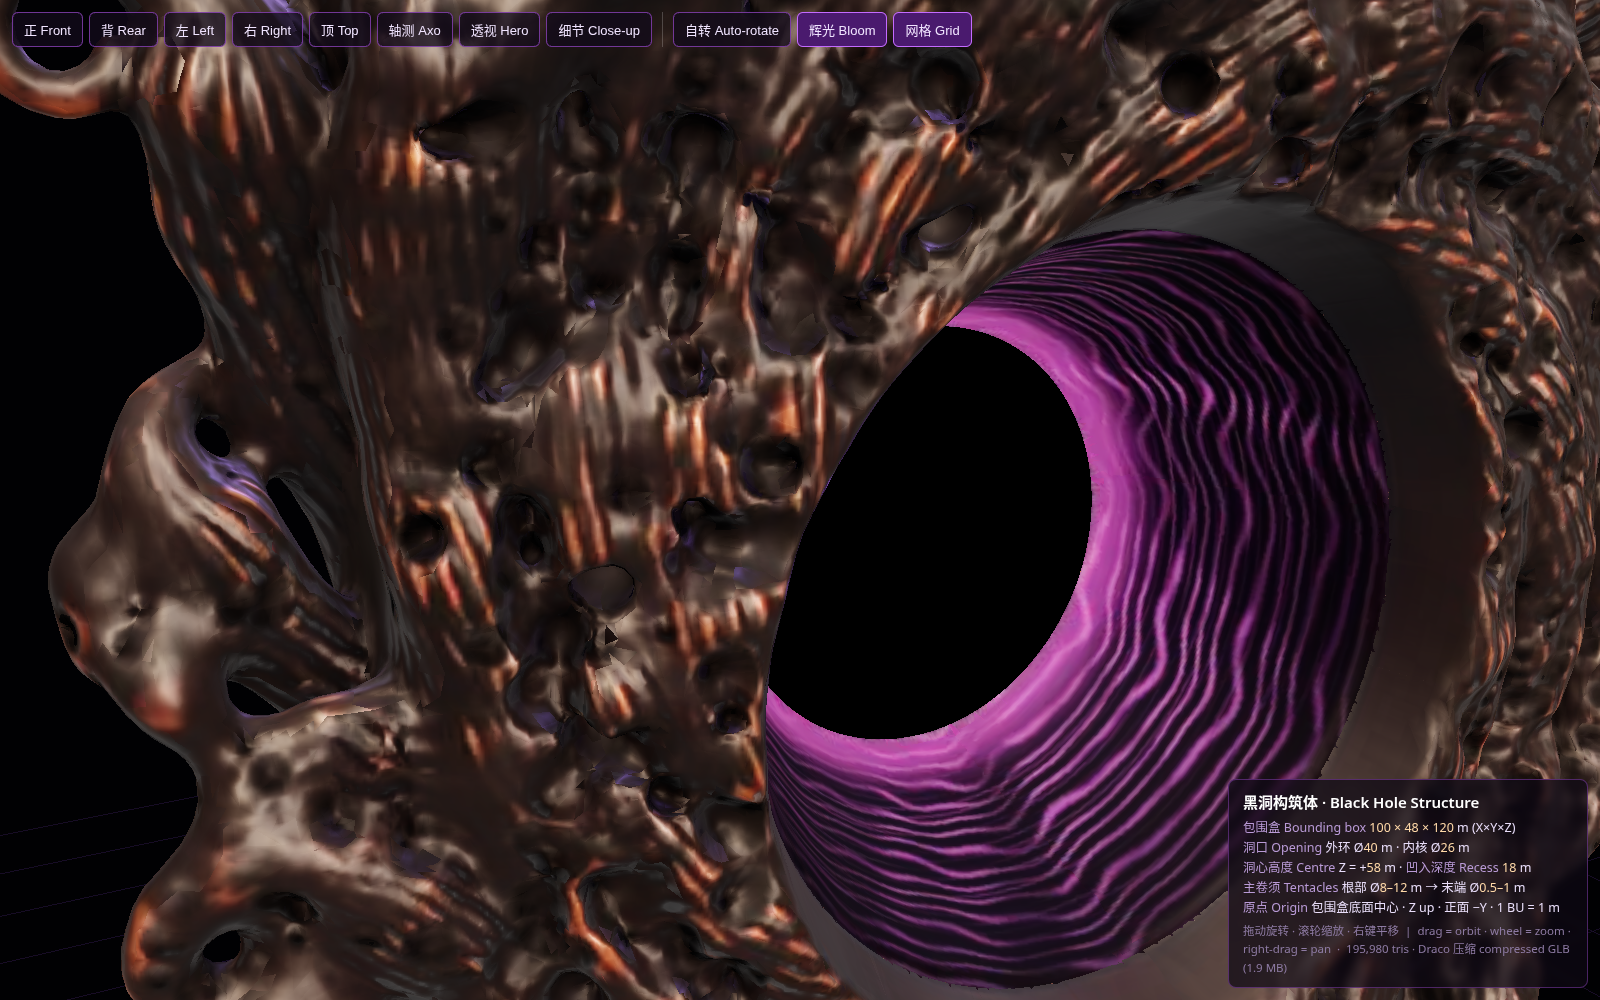 正 Front 背 Rear 左 Left 右 Right 顶 Top 轴测 Axo 透视 Hero 细节 Close-up 自转 Auto-rotate 辉光 Bloom 网格 Grid
黑洞构筑体 · Black Hole Structure
包围盒 Bounding box 100 × 48 × 120 m (X×Y×Z)
洞口 Opening 外环 Ø40 m · 内核 Ø26 m
洞心高度 Centre Z = +58 m · 凹入深度 Recess 18 m
主卷须 Tentacles 根部 Ø8–12 m → 末端 Ø0.5–1 m
原点 Origin 包围盒底面中心 · Z up · 正面 −Y · 1 BU = 1 m
拖动旋转 · 滚轮缩放 · 右键平移 | drag = orbit · wheel = zoom ·
right-drag = pan · 195,980 tris · Draco 压缩 compressed GLB
(1.9 MB)